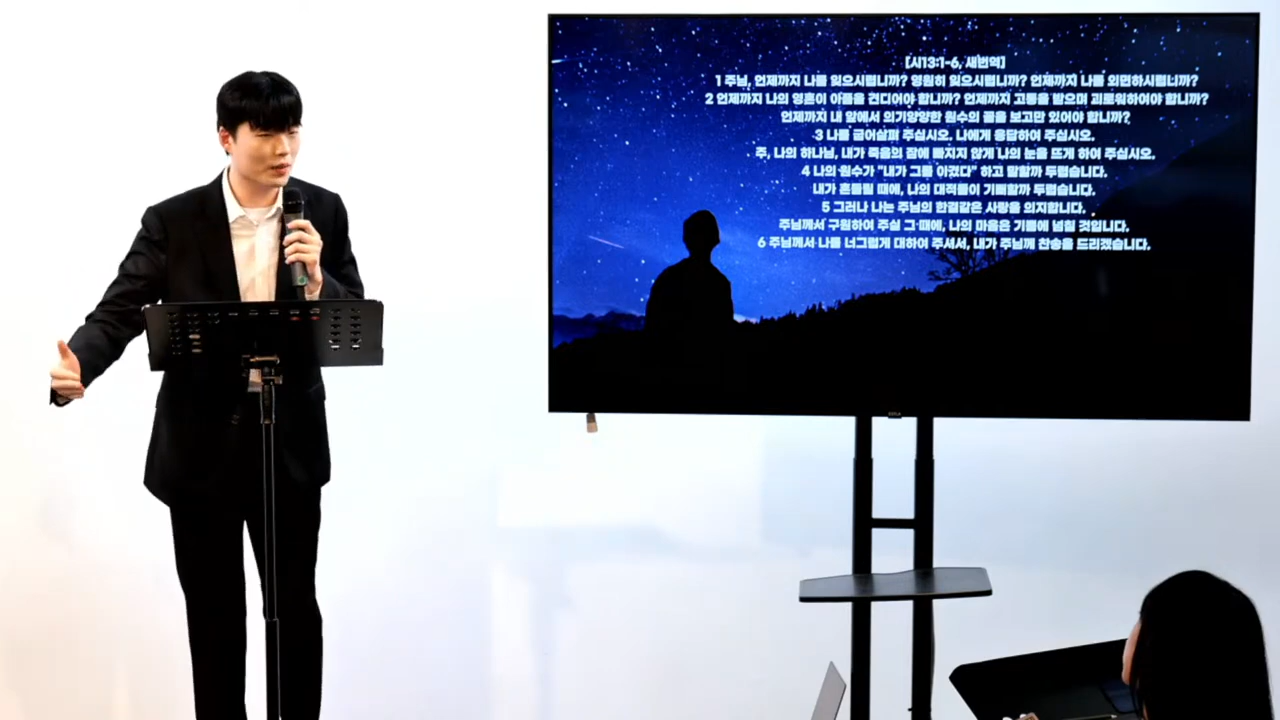 [시13:1-6, 새번역]
1 주님, 언제까지 나를 잊으시렵니까? 영원히 잊으시렵니까? 언제까지 나를 외면하시렵니까?
2 언제까지 나의 영혼이 아픔을 견디어야 합니까? 언제까지 고통을 받으며 괴로워하여야 합니까?
언제까지 내 앞에서 의기양양한 원수의 꼴을 보고만 있어야 합니까?
3 나를 굽어살펴 주십시오. 나에게 응답하여 주십시오.
주, 나의 하나님, 내가 죽음의 잠에 빠지지 않게 나의 눈을 뜨게 하여 주십시오.
4 나의 원수가 "내가 그를 이겼다" 하고 말할까 두렵습니다.
내가 흔들릴 때에, 나의 대적들이 기뻐할까 두렵습니다.
5 그러나 나는 주님의 한결같은 사랑을 의지합니다.
주님께서 구원하여 주실 그 때에, 나의 마음은 기쁨에 넘칠 것입니다.
6 주님께서 나를 너그럽게 대하여 주셔서, 내가 주님께 찬송을 드리겠습니다.